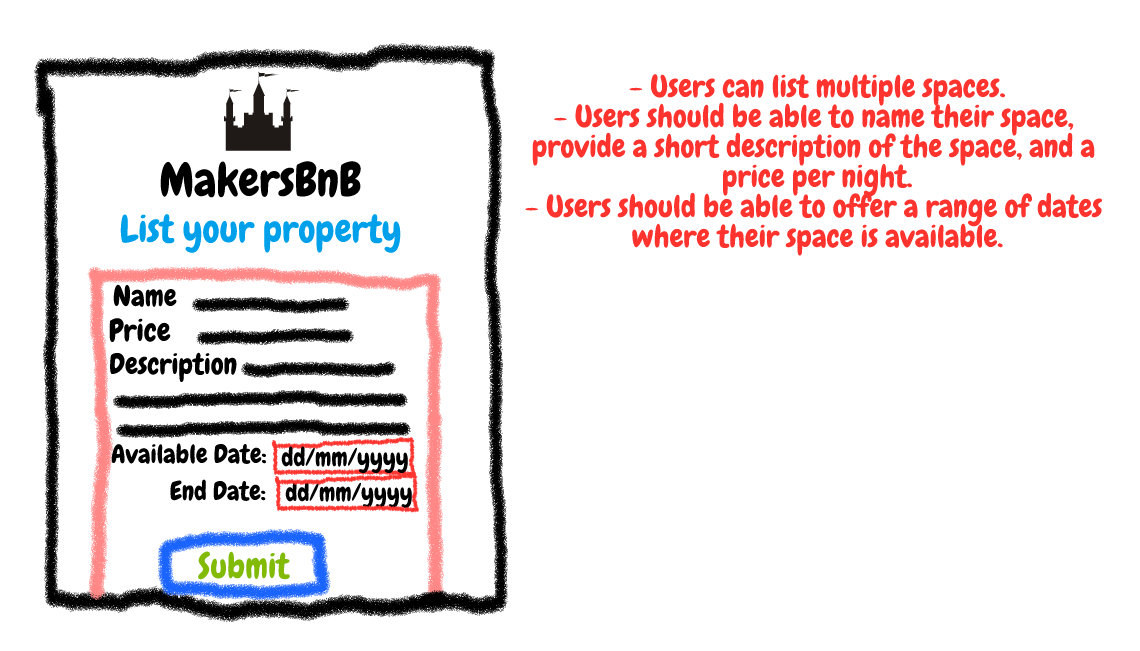 MakersBnB
List your property
Name
Price
Description
Available Date: dd/mm/yyyy
End Date: dd/mm/yyyy
Submit
- Users can list multiple spaces.
- Users should be able to name their space,
provide a short description of the space, and a
price per night.
- Users should be able to offer a range of dates
where their space is available.